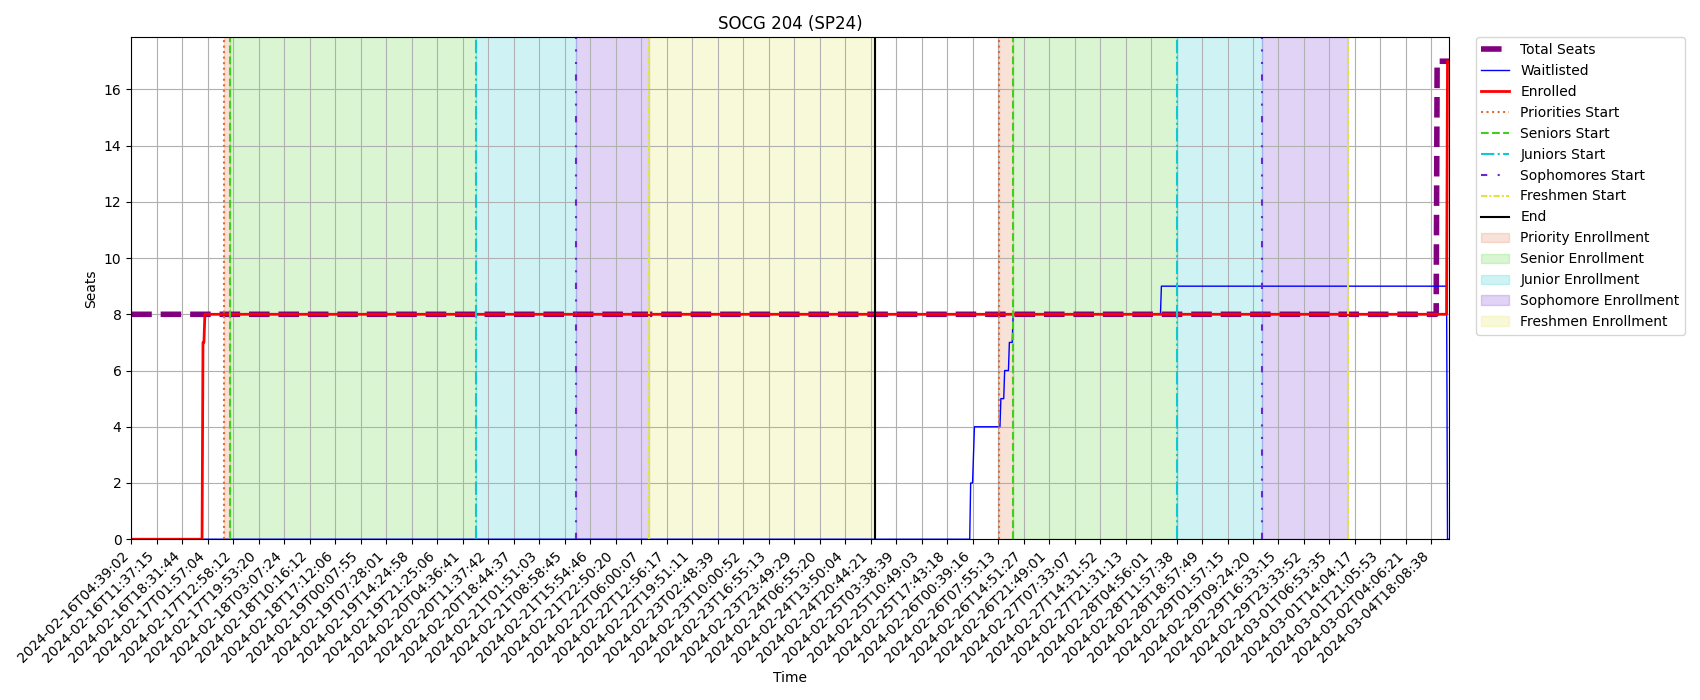 SOCG 204 (SP24)
Total Seats
Waitlisted
Enrolled
Priorities Start
Seniors Start
Juniors Start
Sophomores Start
Freshmen Start
End
Priority Enrollment
Senior Enrollment
Junior Enrollment
Sophomore Enrollment
Freshmen Enrollment
Seats
16
14
12
10
8
6
4
2
0
2024-02-16T04:39:02
2024-02-16T11:37:15
2024-02-16T18:31:44
2024-02-17T01:57:04
2024-02-17T12:58:12
2024-02-17T19:53:20
2024-02-18T03:07:24
2024-02-18T10:16:12
2024-02-18T17:12:06
2024-02-19T00:07:55
2024-02-19T07:28:01
2024-02-19T14:24:58
2024-02-19T21:25:06
2024-02-20T04:36:41
2024-02-20T11:37:42
2024-02-20T18:44:37
2024-02-21T01:51:03
2024-02-21T08:58:45
2024-02-21T15:54:46
2024-02-21T22:50:20
2024-02-22T06:00:07
2024-02-22T12:56:17
2024-02-22T19:51:11
2024-02-23T02:48:39
2024-02-23T10:00:52
2024-02-23T16:55:13
2024-02-23T23:49:29
2024-02-24T06:55:20
2024-02-24T13:50:04
2024-02-24T20:44:21
2024-02-25T03:38:39
2024-02-25T10:49:03
2024-02-25T17:43:18
2024-02-26T00:39:16
2024-02-26T07:55:13
2024-02-26T14:51:27
2024-02-26T21:49:01
2024-02-27T07:33:07
2024-02-27T14:31:52
2024-02-27T21:31:13
2024-02-28T04:56:01
2024-02-28T11:57:38
2024-02-28T18:57:49
2024-02-29T01:57:15
2024-02-29T09:24:20
2024-02-29T16:33:15
2024-02-29T23:33:52
2024-03-01T06:53:35
2024-03-01T14:04:17
2024-03-01T21:05:53
2024-03-02T04:06:21
2024-03-04T18:08:38
Time